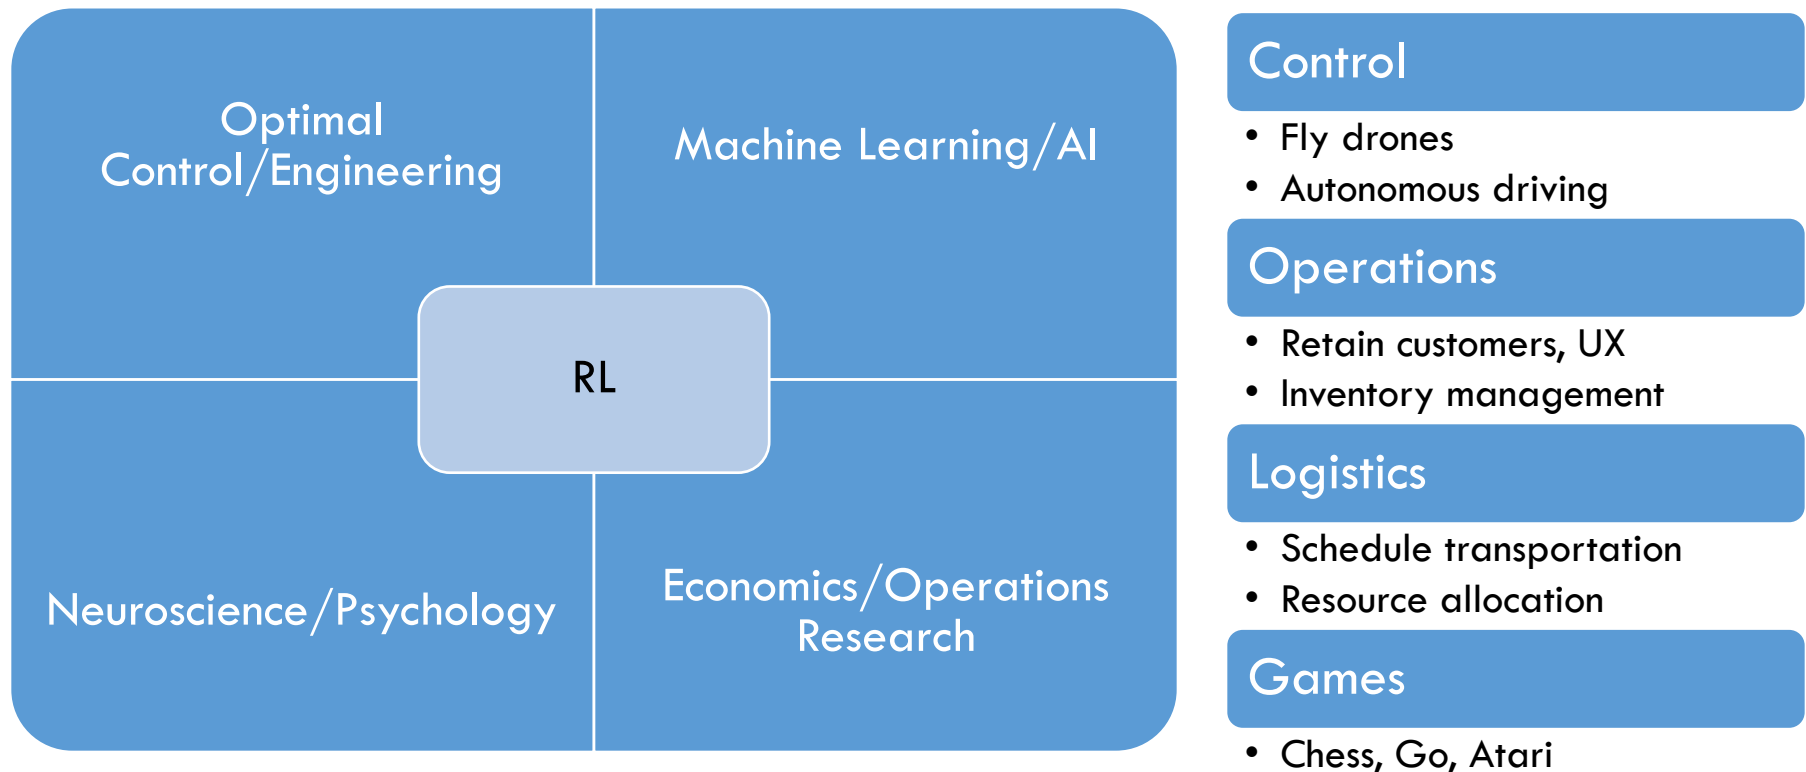 Optimal
Control/Engineering
Machine Learning/AI
RL
Neuroscience/Psychology
Economics/Operations
Research
Control
• Fly drones
• Autonomous driving
Operations
• Retain customers, UX
• Inventory management
Logistics
• Schedule transportation
• Resource allocation
Games
• Chess, Go, Atari